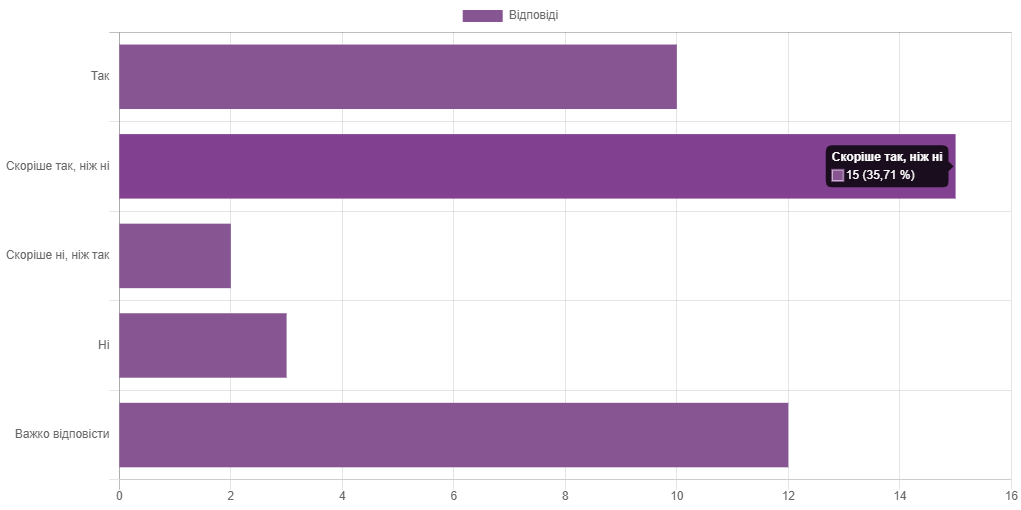 Відповіді
Так
Скоріше так, ніж ні
Скоріше так, ніж ні
15 (35,71 %)
Скоріше ні, ніж так
Ні
Важко відповісти
0 2 4 6 8 10 12 14 16